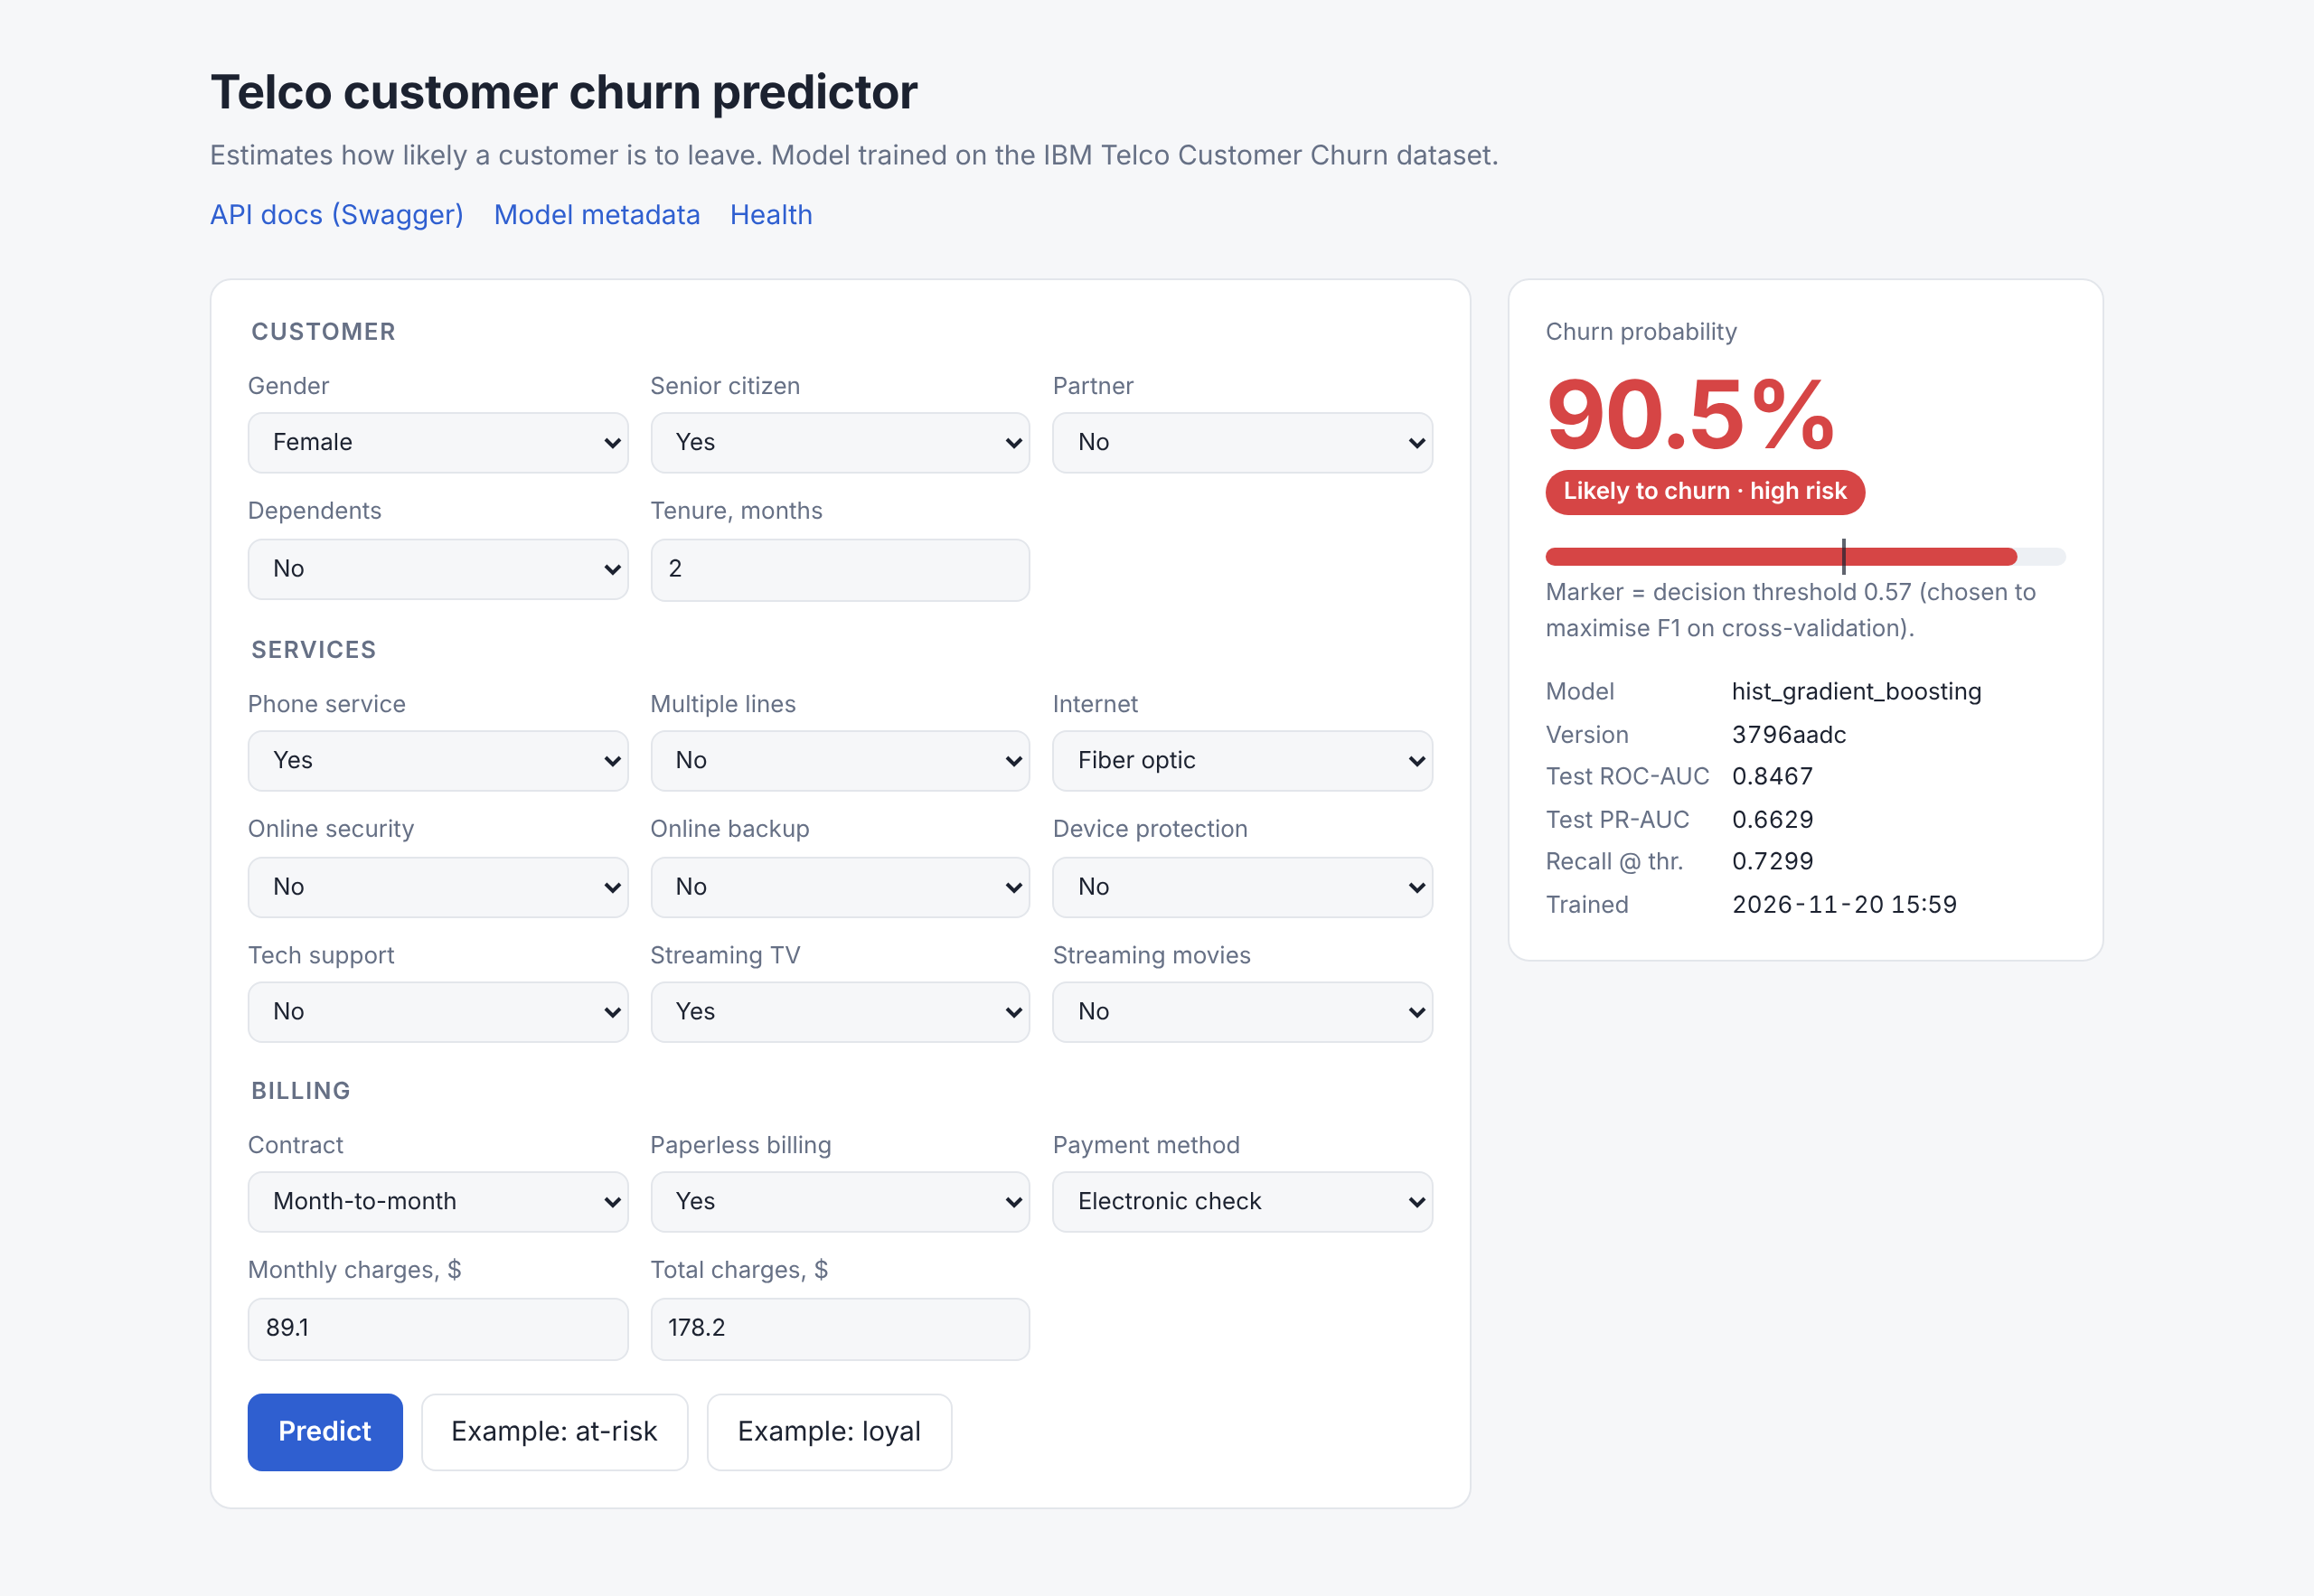 Telco customer churn predictor
Estimates how likely a customer is to leave. Model trained on the IBM Telco Customer Churn dataset.
API docs (Swagger) Model metadata Health
CUSTOMER
Gender Senior citizen Partner
Female Yes No
Dependents Tenure, months
No 2
SERVICES
Phone service Multiple lines Internet
Yes No Fiber optic
Online security Online backup Device protection
No No No
Tech support Streaming TV Streaming movies
No Yes No
BILLING
Contract Paperless billing Payment method
Month-to-month Yes Electronic check
Monthly charges, $ Total charges, $
89.1 178.2
Predict Example: at-risk Example: loyal
Churn probability
90.5%
Likely to churn · high risk
Marker = decision threshold 0.57 (chosen to
maximise F1 on cross-validation).
Model hist_gradient_boosting
Version 3796aadc
Test ROC-AUC 0.8467
Test PR-AUC 0.6629
Recall @ thr. 0.7299
Trained 2026-11-20 15:59